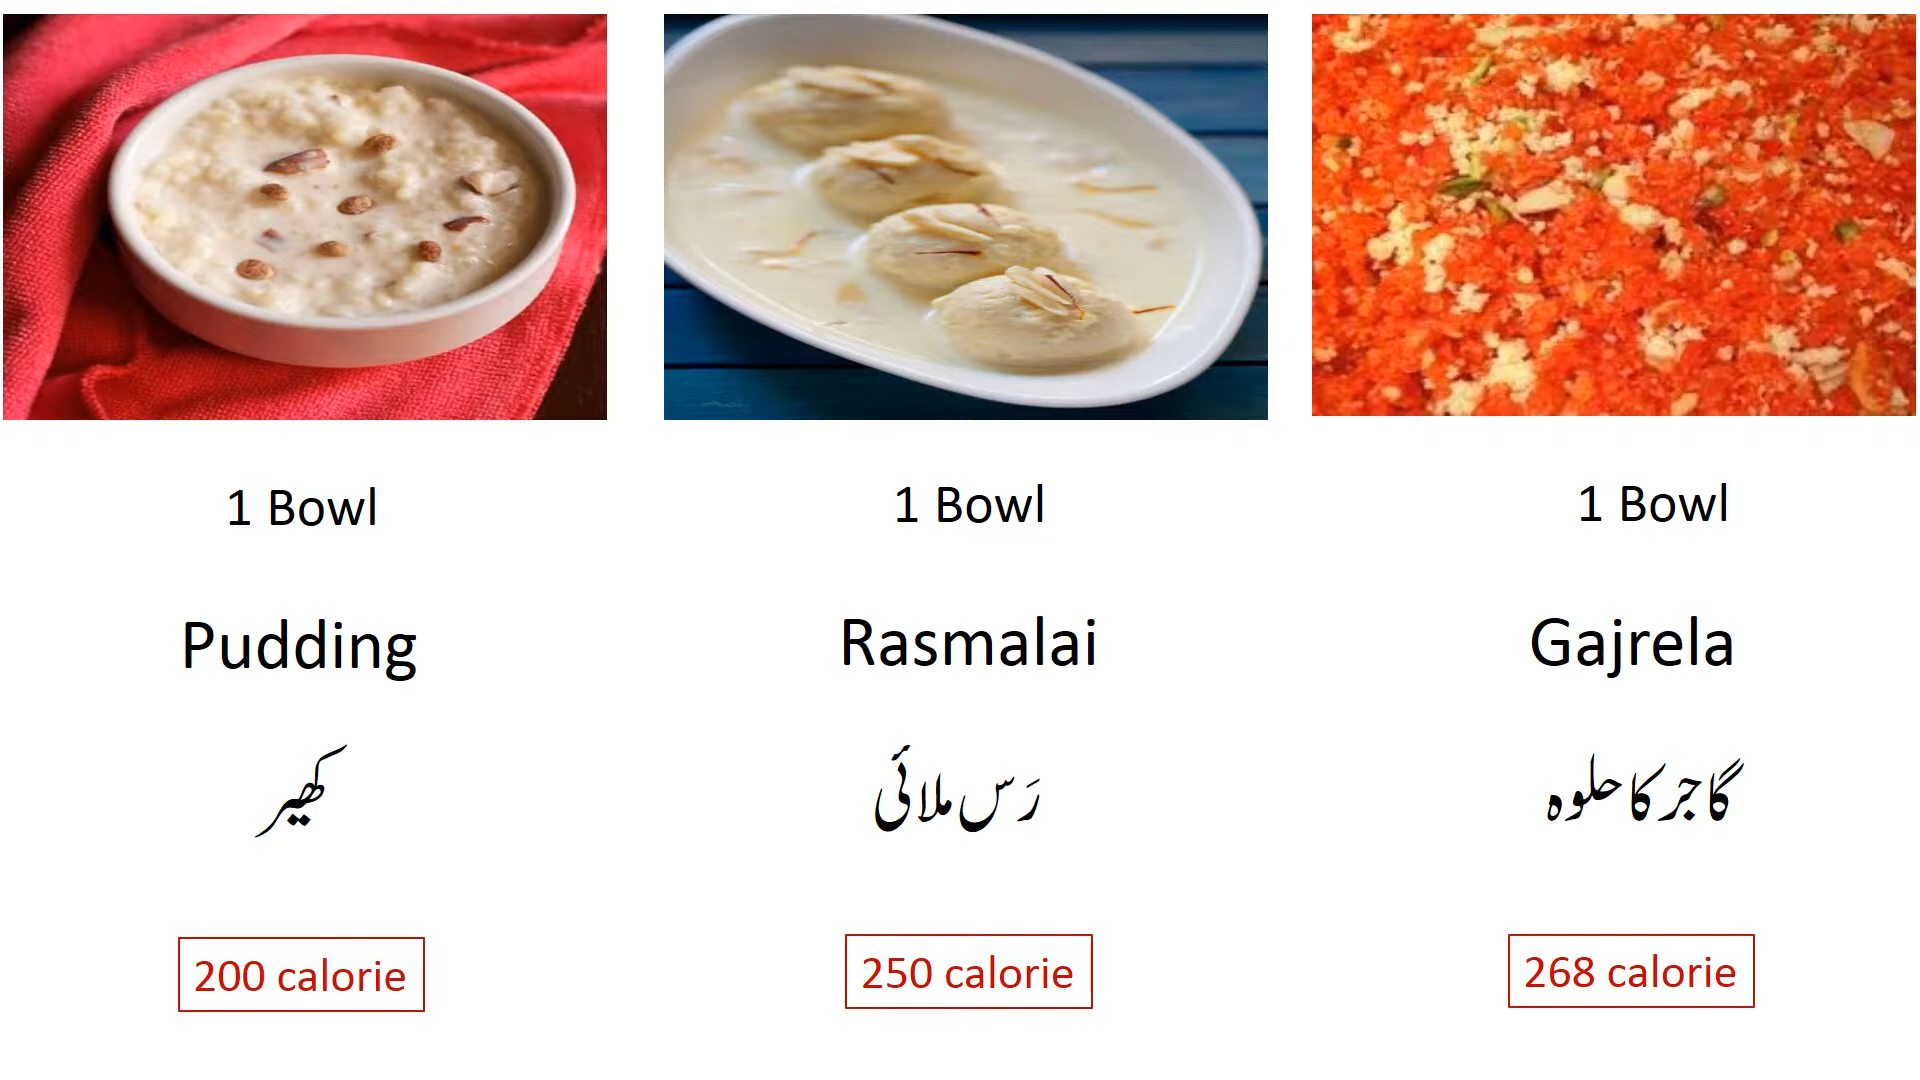 1 Bowl
Pudding
کھیر
200 calorie
1 Bowl
Rasmalai
رَس ملائی
250 calorie
1 Bowl
Gajrela
گاجر کا حلوہ
268 calorie